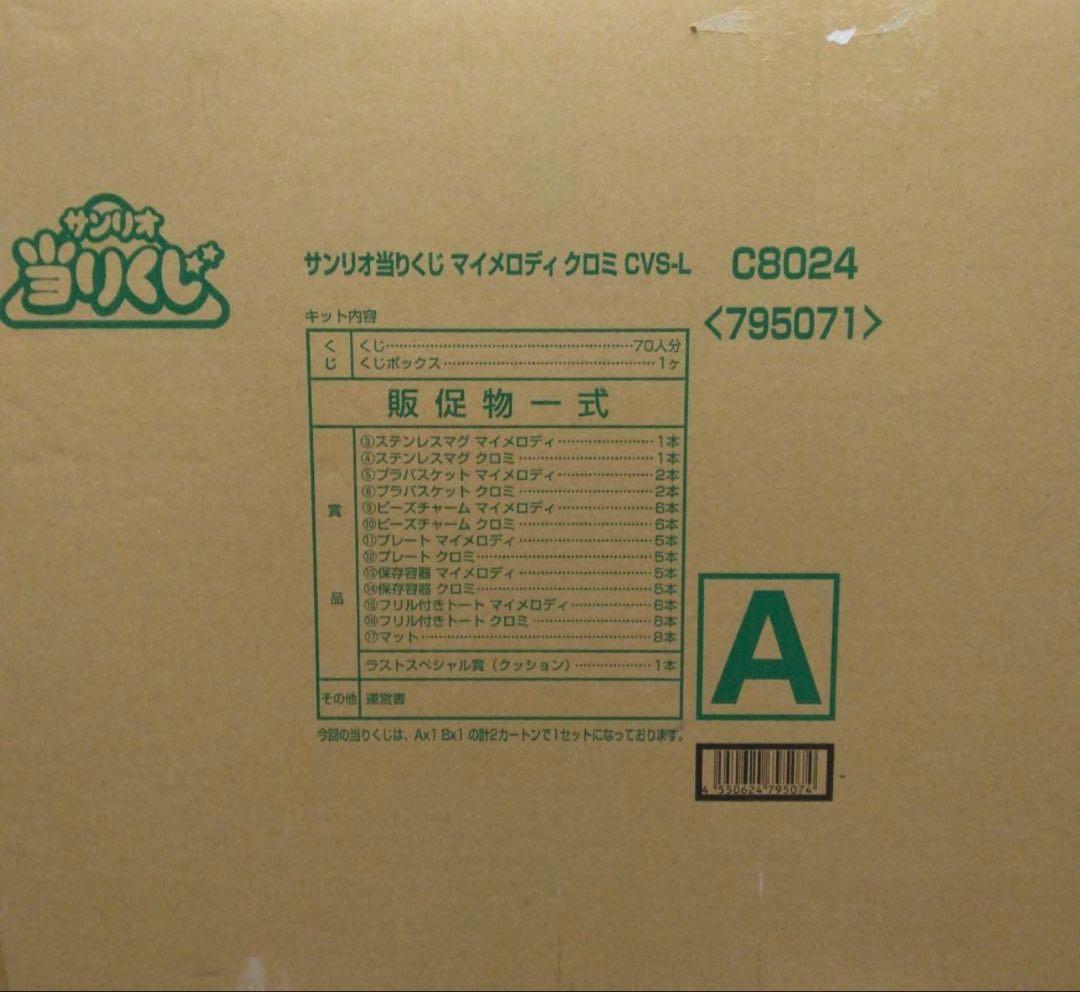 サンリオ
当りくじ
サンリオ当りくじ マイメロディ クロミ CVS-L C8024
〈795071〉
キット内容
くじ
くじ……70人分
くじボックス……1ヶ
販促物一式
賞品
③ステンレスマグ マイメロディ……1本
④ステンレスマグ クロミ……1本
⑤プラバスケット マイメロディ……2本
⑥プラバスケット クロミ……2本
⑨ビーズチャーム マイメロディ……6本
⑩ビーズチャーム クロミ……6本
⑪プレート マイメロディ……5本
⑫プレート クロミ……5本
⑬保存容器 マイメロディ……5本
⑭保存容器 クロミ……5本
⑮フリル付きトート マイメロディ……6本
⑯フリル付きトート クロミ……6本
⑰マット……8本
ラストスペシャル賞（クッション）……1本
その他 運営書
今回の当りくじは、Ax1 Bx1 の計2カートンで1セットになっております。
A
4 550624 795074